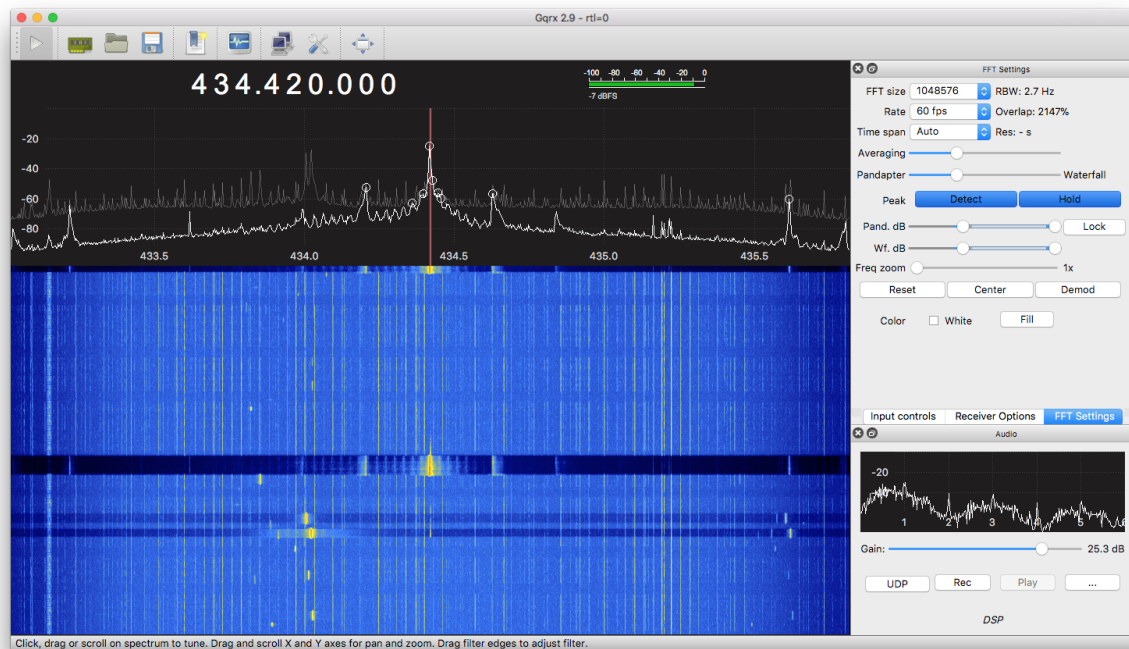 Gqrx 2.9 - rtl=0
434.420.000
-100 -80 -60 -40 -20 0
-7 dBFS
-20
-40
-60
-80
433.5 434.0 434.5 435.0 435.5
FFT Settings
FFT size 1048576 RBW: 2.7 Hz
Rate 60 fps Overlap: 2147%
Time span Auto Res: - s
Averaging
Pandapter Waterfall
Peak Detect Hold
Pand. dB Lock
Wf. dB
Freq zoom 1x
Reset Center Demod
Color White Fill
Input controls Receiver Options FFT Settings
Audio
-20
1 2 3 4 5
Gain: 25.3 dB
UDP Rec Play ...
DSP
Click, drag or scroll on spectrum to tune. Drag and scroll X and Y axes for pan and zoom. Drag filter edges to adjust filter.